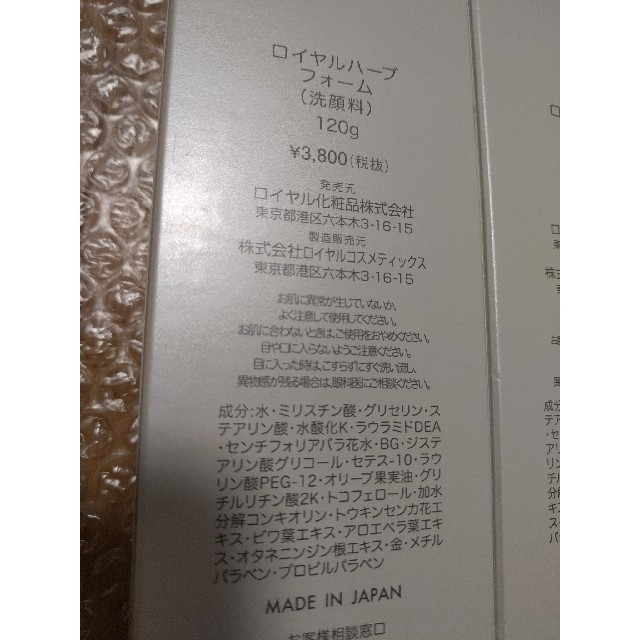 ロイヤルハーブ
フォーム
（洗顔料）
120g
¥3,800(税抜)
発売元
ロイヤル化粧品株式会社
東京都港区六本木3-16-15
製造販売元
株式会社ロイヤルコスメティックス
東京都港区六本木3-16-15
お肌に異常が生じていないか、
よく注意して使用してください。
お肌に合わないときは、ご使用をおやめください。
目や口に入らないようご注意ください。
目に入った時は、こすらずにすぐ洗い流し、
異物感が残る場合は、眼科医にご相談ください。
成分:水・ミリスチン酸・グリセリン・ス
テアリン酸・水酸化K・ラウラミドDEA
・センチフォリアバラ花水・BG・ジステ
アリン酸グリコール・セテス-10・ラウ
リン酸PEG-12・オリーブ果実油・グリ
チルリチン酸2K・トコフェロール・加水
分解コンキオリン・トウキンセンカ花エ
キス・ビワ葉エキス・アロエベラ葉エキ
ス・オタネニンジン根エキス・金・メチル
パラベン・プロピルパラベン
MADE IN JAPAN
お客様相談窓口